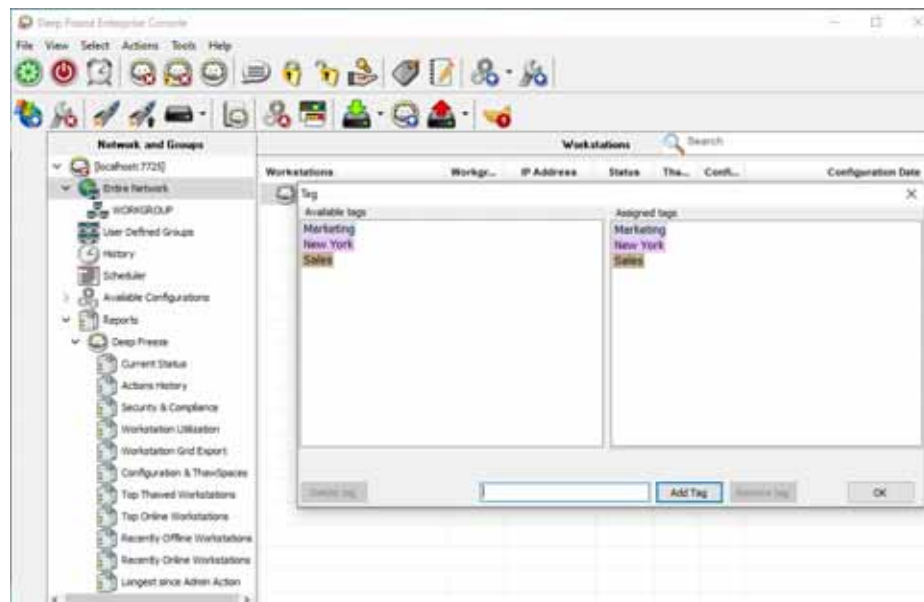 Deep Freeze Enterprise Console
File View Select Actions Tools Help
Network and Groups
Workstations
Search
[localhost:7725]
Workstations Workgr... IP Address Status Tha... Confi... Configuration Date
Entire Network
Tag
WORKGROUP
Available tags
Assigned tags
Marketing
New York
Sales
Marketing
New York
Sales
User Defined Groups
History
Scheduler
Available Configurations
Reports
Deep Freeze
Current Status
Actions History
Security & Compliance
Workstation Utilization
Workstation Grid Export
Configuration & ThawSpaces
Top Thawed Workstations
Top Online Workstations
Recently Offline Workstations
Recently Online Workstations
Longest since Admin Action
Delete tag
Add Tag
Remove tag
OK